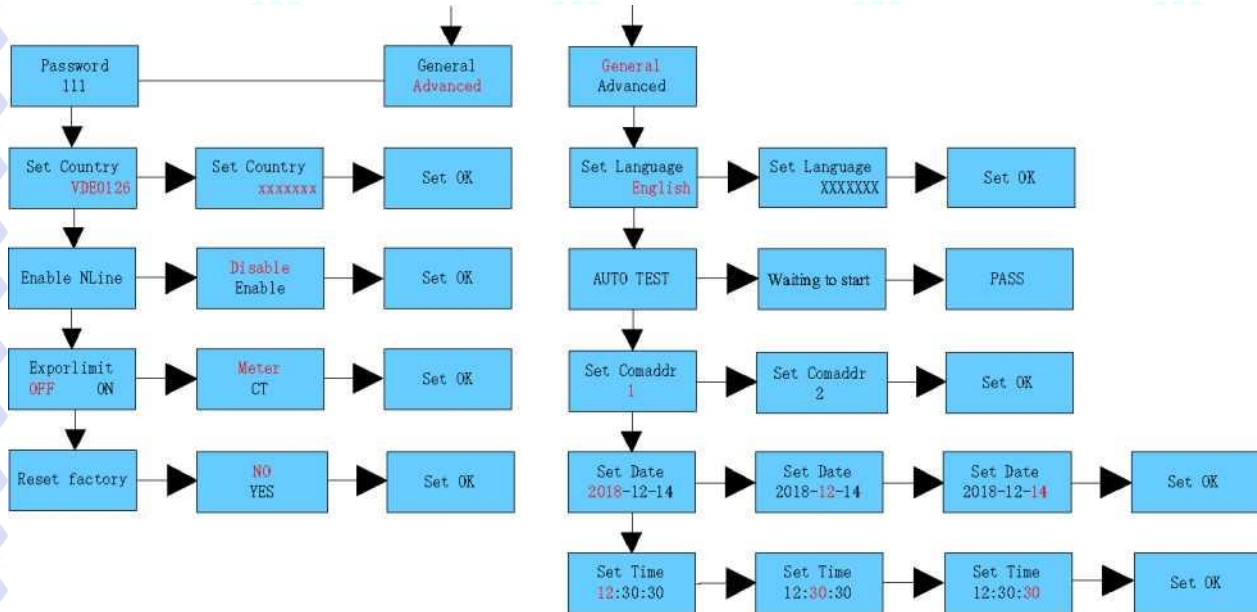 Password
111
General
Advanced
Set Country
VDE0126
Set Country
xxxxxxx
Set OK
Enable NLine
Disable
Enable
Set OK
Exporlimit
OFF ON
Meter
CT
Set OK
Reset factory
NO
YES
Set OK
General
Advanced
Set Language
English
Set Language
XXXXXXX
Set OK
AUTO TEST
Waiting to start
PASS
Set Comaddr
1
Set Comaddr
2
Set OK
Set Date
2018-12-14
Set Date
2018-12-14
Set Date
2018-12-14
Set OK
Set Time
12:30:30
Set Time
12:30:30
Set Time
12:30:30
Set OK